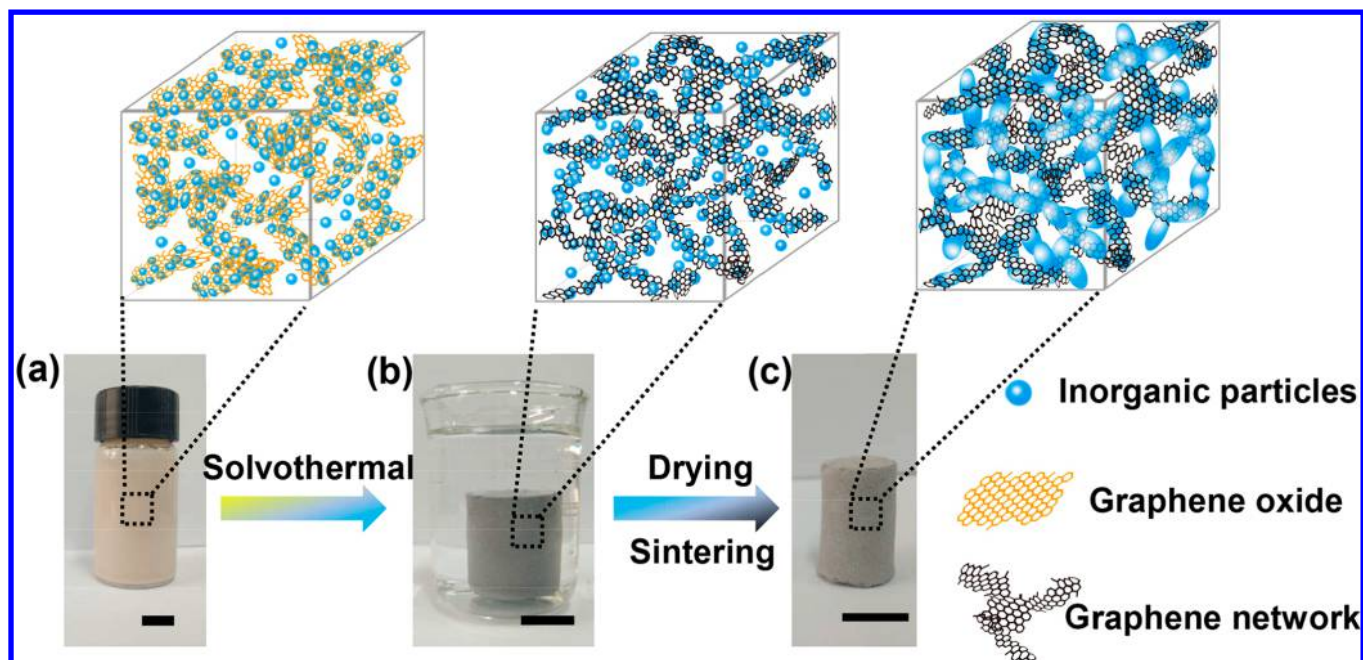 (a)
Solvothermal
(b)
Drying
Sintering
(c)
Inorganic particles
Graphene oxide
Graphene network